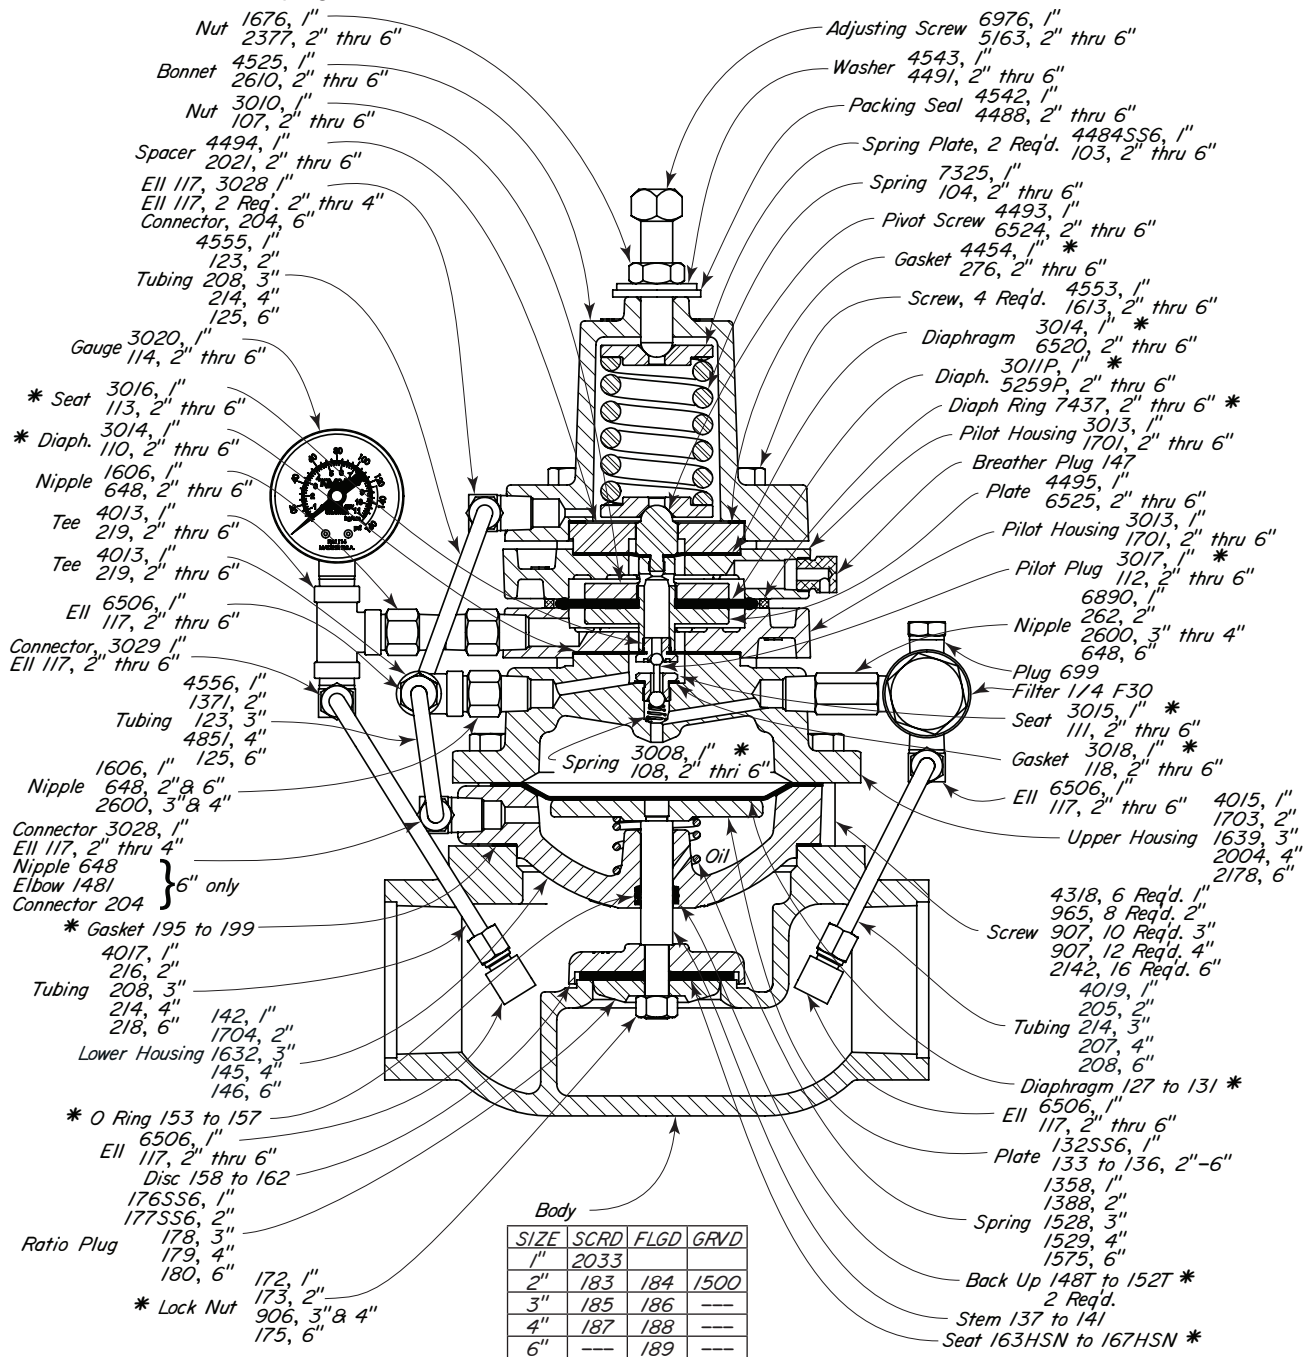 Nut 1676, 1"
2377, 2" thru 6"
Bonnet 4525, 1"
2610, 2" thru 6"
Nut 3010, 1"
107, 2" thru 6"
Spacer 4494, 1"
2021, 2" thru 6"
Ell 117, 3028 1"
Ell 117, 2 Req'. 2" thru 4"
Connector, 204, 6"
Tubing 4555, 1"
123, 2"
208, 3"
214, 4"
125, 6"
Gauge 3020, 1"
114, 2" thru 6"
* Seat 3016, 1"
113, 2" thru 6"
* Diaph. 3014, 1"
110, 2" thru 6"
Nipple 1606, 1"
648, 2" thru 6"
Tee 4013, 1"
219, 2" thru 6"
Tee 4013, 1"
219, 2" thru 6"
Ell 6506, 1"
117, 2" thru 6"
Connector, 3029 1"
Ell 117, 2" thru 6"
Tubing 4556, 1"
1371, 2"
123, 3"
4851, 4"
125, 6"
Nipple 1606, 1"
648, 2" & 6"
2600, 3" & 4"
Connector 3028, 1"
Ell 117, 2" thru 4"
Nipple 648
Elbow 1481
Connector 204
} 6" only
* Gasket 195 to 199
Tubing 4017, 1"
216, 2"
208, 3"
214, 4"
218, 6"
Lower Housing 142, 1"
1704, 2"
1632, 3"
145, 4"
146, 6"
* O Ring 153 to 157
Ell 6506, 1"
117, 2" thru 6"
Disc 158 to 162
Ratio Plug 176SS6, 1"
177SS6, 2"
178, 3"
179, 4"
180, 6"
* Lock Nut 172, 1"
173, 2"
906, 3" & 4"
175, 6"
Adjusting Screw 6976, 1"
5163, 2" thru 6"
Washer 4543, 1"
4491, 2" thru 6"
Packing Seal 4542, 1"
4488, 2" thru 6"
Spring Plate, 2 Req'd. 4484SS6, 1"
103, 2" thru 6"
Spring 7325, 1"
104, 2" thru 6"
Pivot Screw 4493, 1"
6524, 2" thru 6"
Gasket 4454, 1" *
276, 2" thru 6"
Screw, 4 Req'd. 4553, 1"
1613, 2" thru 6"
Diaphragm 3014, 1" *
6520, 2" thru 6"
Diaph. 3011P, 1" *
5259P, 2" thru 6"
Diaph Ring 7437, 2" thru 6" *
Pilot Housing 3013, 1"
1701, 2" thru 6"
Breather Plug 147
Plate 4495, 1"
6525, 2" thru 6"
Pilot Housing 3013, 1"
1701, 2" thru 6"
Pilot Plug 3017, 1" *
112, 2" thru 6"
Nipple 6890, 1"
262, 2"
2600, 3" thru 4"
648, 6"
Plug 699
Filter 1/4 F30
Seat 3015, 1" *
111, 2" thru 6"
Gasket 3018, 1" *
118, 2" thru 6"
Ell 6506, 1"
117, 2" thru 6"
Upper Housing 4015, 1"
1703, 2"
1639, 3"
2004, 4"
2178, 6"
Screw 4318, 6 Req'd. 1"
965, 8 Req'd. 2"
907, 10 Req'd. 3"
907, 12 Req'd. 4"
2142, 16 Req'd. 6"
Tubing 4019, 1"
205, 2"
214, 3"
207, 4"
208, 6"
Diaphragm 127 to 131 *
Ell 6506, 1"
117, 2" thru 6"
Plate 132SS6, 1"
133 to 136, 2"-6"
Spring 1358, 1"
1388, 2"
1528, 3"
1529, 4"
1575, 6"
Back Up 148T to 152T *
2 Req'd.
Stem 137 to 141
Seat 163HSN to 167HSN *
Spring 3008, 1" *
108, 2" thri 6"
Oil
Body
SIZE SCRD FLGD GRVD
1" 2033
2" 183 184 1500
3" 185 186 ---
4" 187 188 ---
6" --- 189 ---